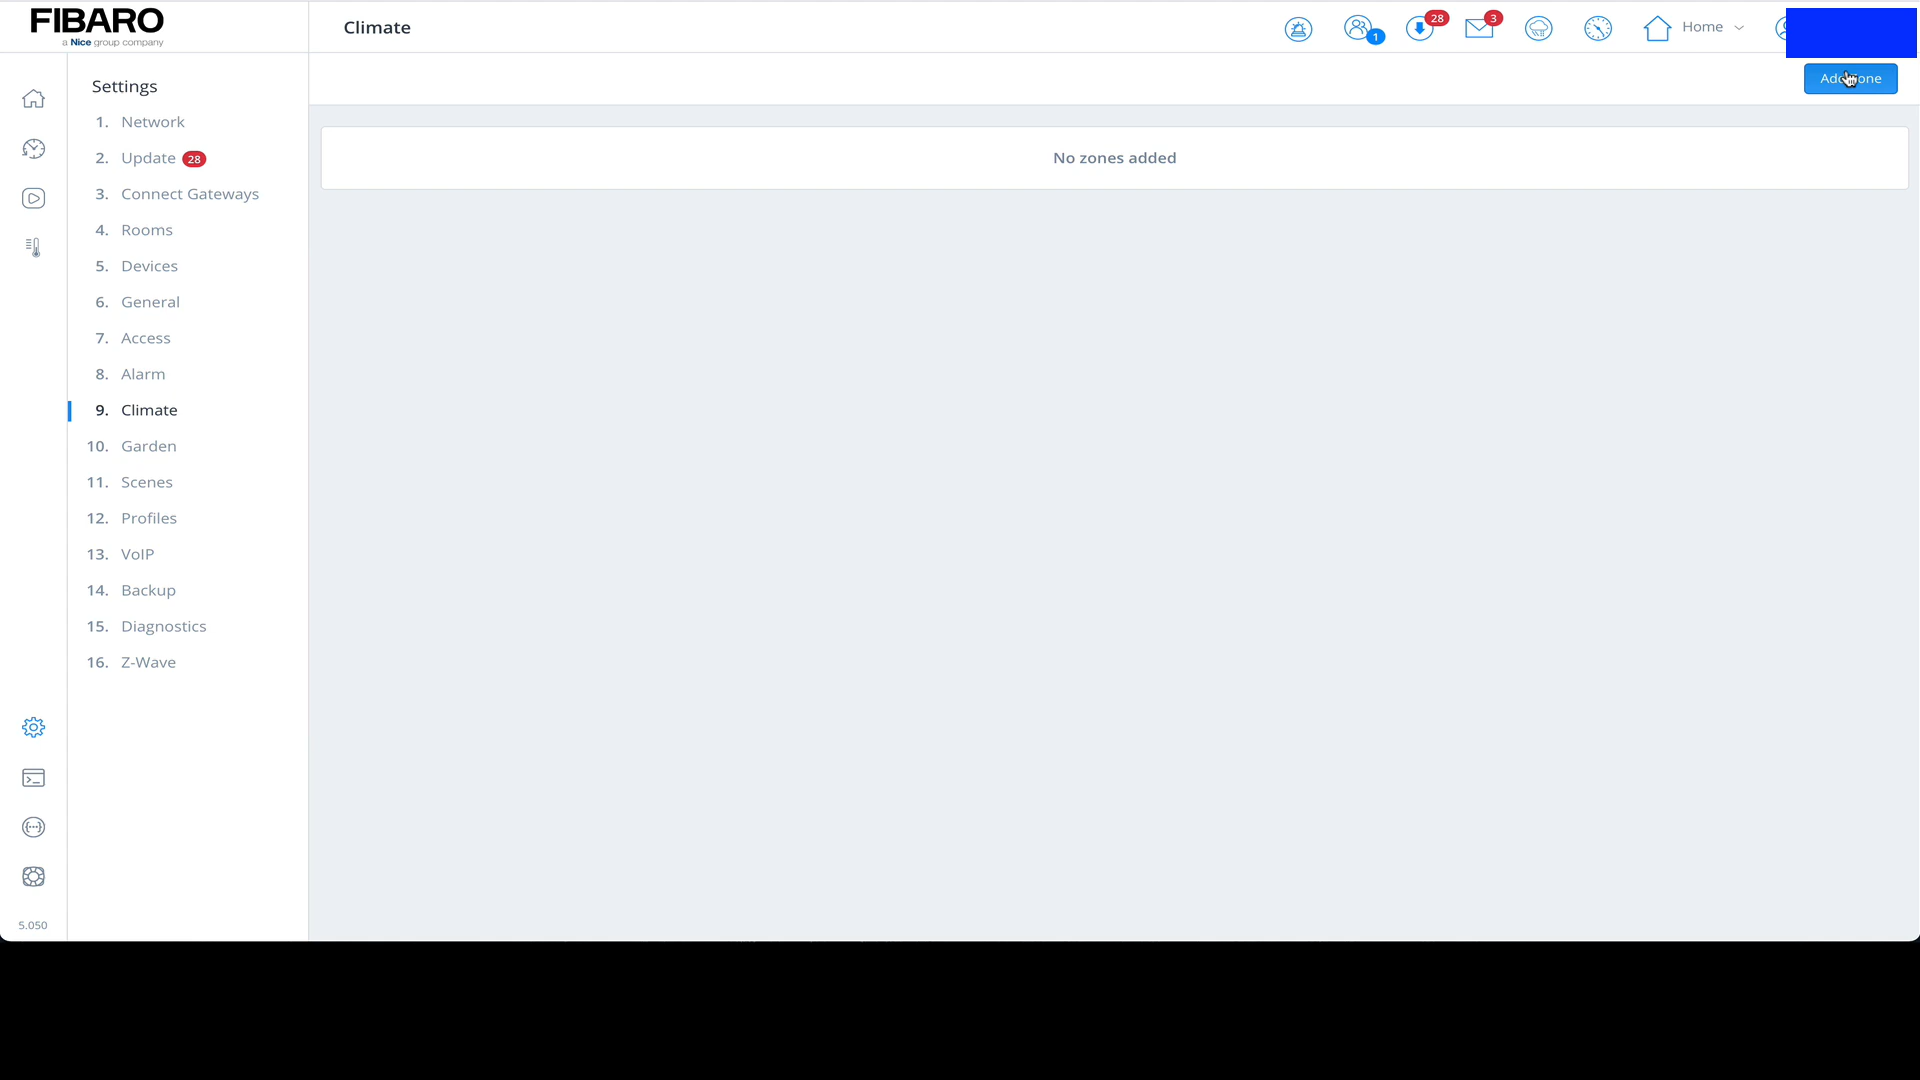 FIBARO
a Nice group company
Climate
1
28
3
Home
Settings
1. Network
2. Update 28
3. Connect Gateways
4. Rooms
5. Devices
6. General
7. Access
8. Alarm
9. Climate
10. Garden
11. Scenes
12. Profiles
13. VoIP
14. Backup
15. Diagnostics
16. Z-Wave
5.050
No zones added